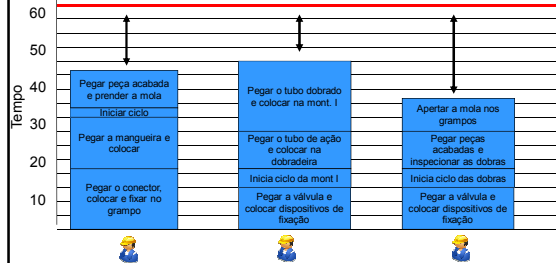 60
50
40
30
20
10
Tempo
Pegar peça acabada
e prender a mola
Iniciar ciclo
Pegar a mangueira e
colocar
Pegar o conector,
colocar e fixar no
grampo
Pegar o tubo dobrado
e colocar na mont. I
Pegar o tubo de ação
e colocar na
dobradeira
Inicia ciclo da mont I
Pegar a válvula e
colocar dispositivos de
fixação
Apertar a mola nos
grampos
Pegar peças
acabadas e
inspecionar as dobras
Inicia ciclo das dobras
Pegar a válvula e
colocar dispositivos de
fixação